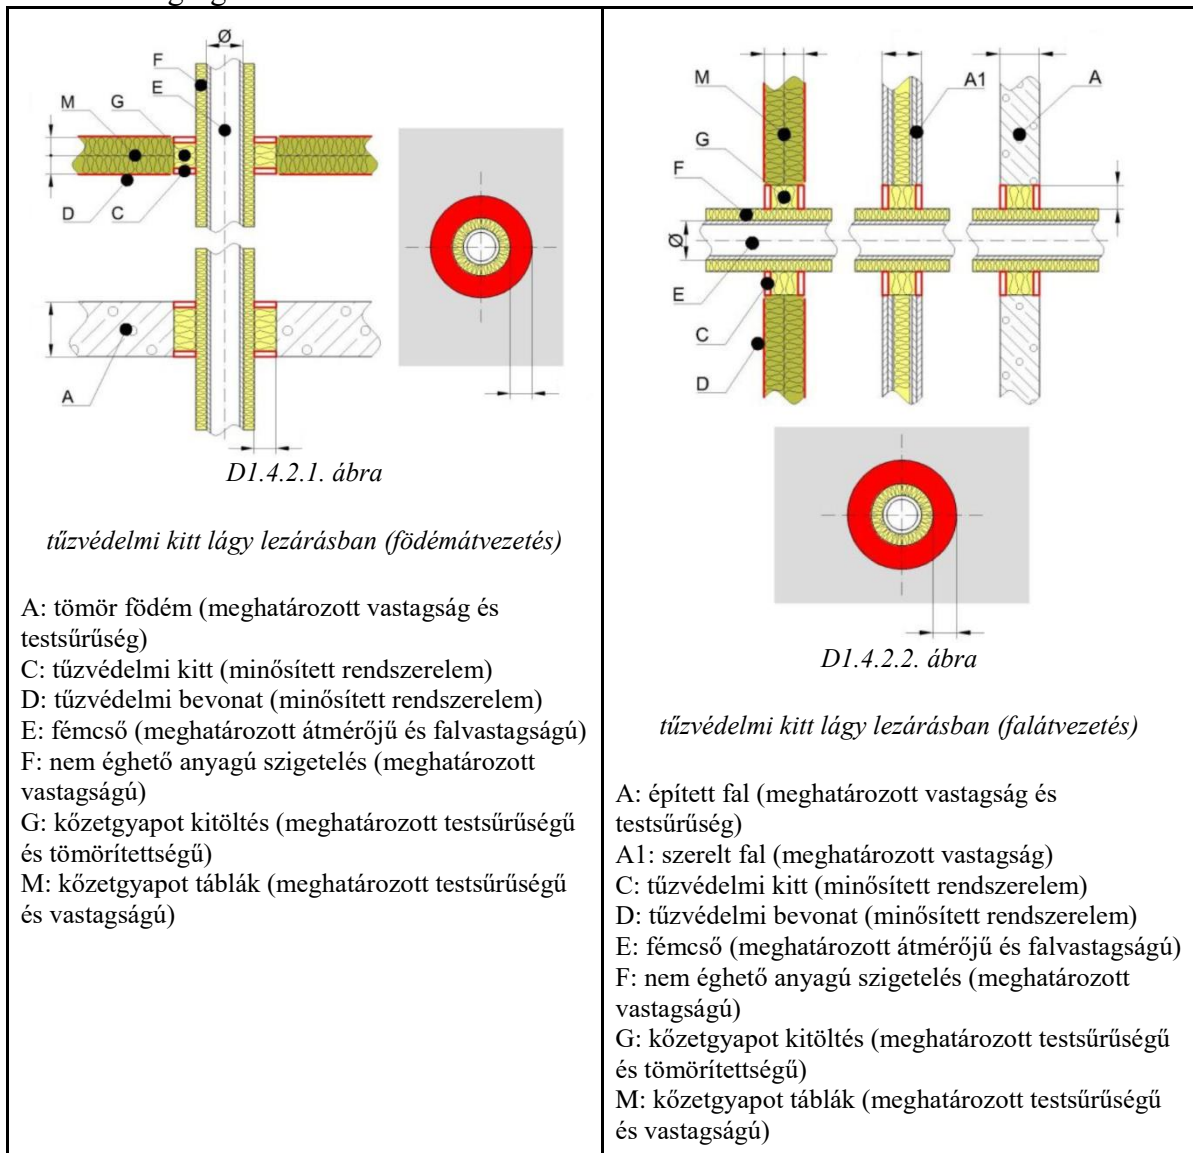 Ø
F
E
M
G
D
C
A
D1.4.2.1. ábra
tűzvédelmi kitt lágy lezárásban (födémátvezetés)
A: tömör födém (meghatározott vastagság és
testsűrűség)
C: tűzvédelmi kitt (minősített rendszerelem)
D: tűzvédelmi bevonat (minősített rendszerelem)
E: fémcső (meghatározott átmérőjű és falvastagságú)
F: nem éghető anyagú szigetelés (meghatározott
vastagságú)
G: kőzetgyapot kitöltés (meghatározott testsűrűségű
és tömörítettségű)
M: kőzetgyapot táblák (meghatározott testsűrűségű
és vastagságú)
M
A1
A
G
F
Ø
E
C
D
D1.4.2.2. ábra
tűzvédelmi kitt lágy lezárásban (falátvezetés)
A: épített fal (meghatározott vastagság és
testsűrűség)
A1: szerelt fal (meghatározott vastagság)
C: tűzvédelmi kitt (minősített rendszerelem)
D: tűzvédelmi bevonat (minősített rendszerelem)
E: fémcső (meghatározott átmérőjű és falvastagságú)
F: nem éghető anyagú szigetelés (meghatározott
vastagságú)
G: kőzetgyapot kitöltés (meghatározott testsűrűségű
és tömörítettségű)
M: kőzetgyapot táblák (meghatározott testsűrűségű
és vastagságú)